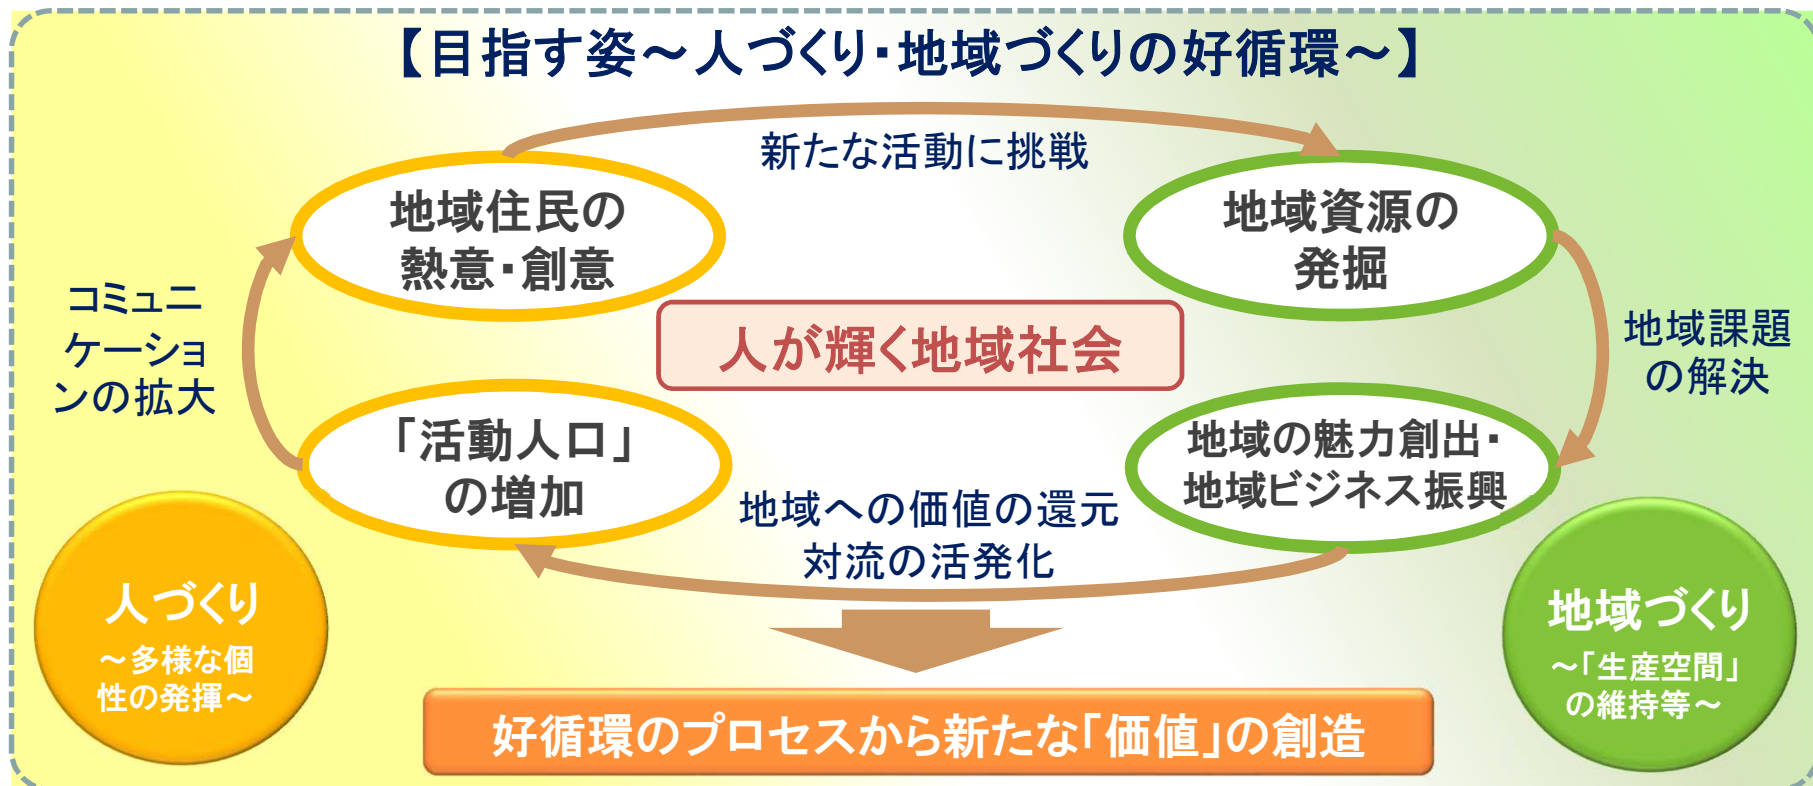 【目指す姿～人づくり・地域づくりの好循環～】
新たな活動に挑戦
地域住民の
熱意・創意
地域資源の
発掘
コミュニ
ケーショ
ンの拡大
人が輝く地域社会
地域課題
の解決
「活動人口」
の増加
地域の魅力創出・
地域ビジネス振興
地域への価値の還元
対流の活発化
人づくり
～多様な個
性の発揮～
地域づくり
～「生産空間」
の維持等～
好循環のプロセスから新たな「価値」の創造